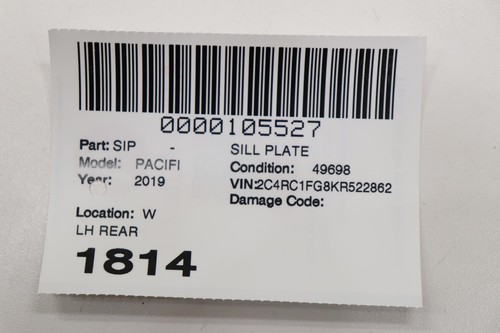 0000105527
Part: SIP - SILL PLATE
Model: PACIFI Condition: 49698
Year: 2019 VIN:2C4RC1FG8KR522862
Damage Code:
Location: W
LH REAR
1814